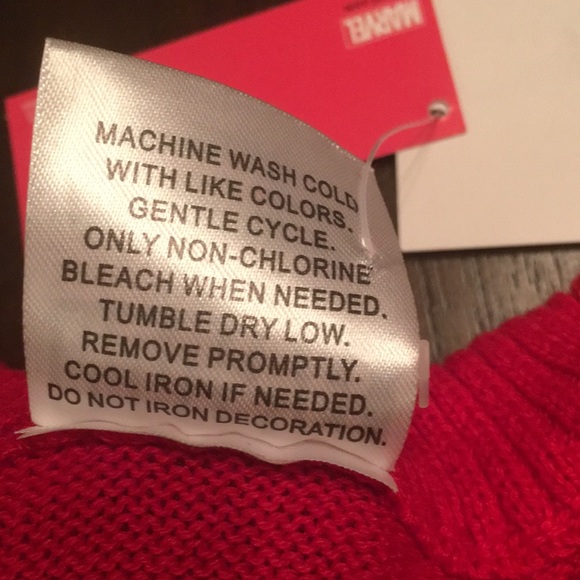 MARVEL
MACHINE WASH COLD
WITH LIKE COLORS.
GENTLE CYCLE.
ONLY NON-CHLORINE
BLEACH WHEN NEEDED.
TUMBLE DRY LOW.
REMOVE PROMPTLY.
COOL IRON IF NEEDED.
DO NOT IRON DECORATION.